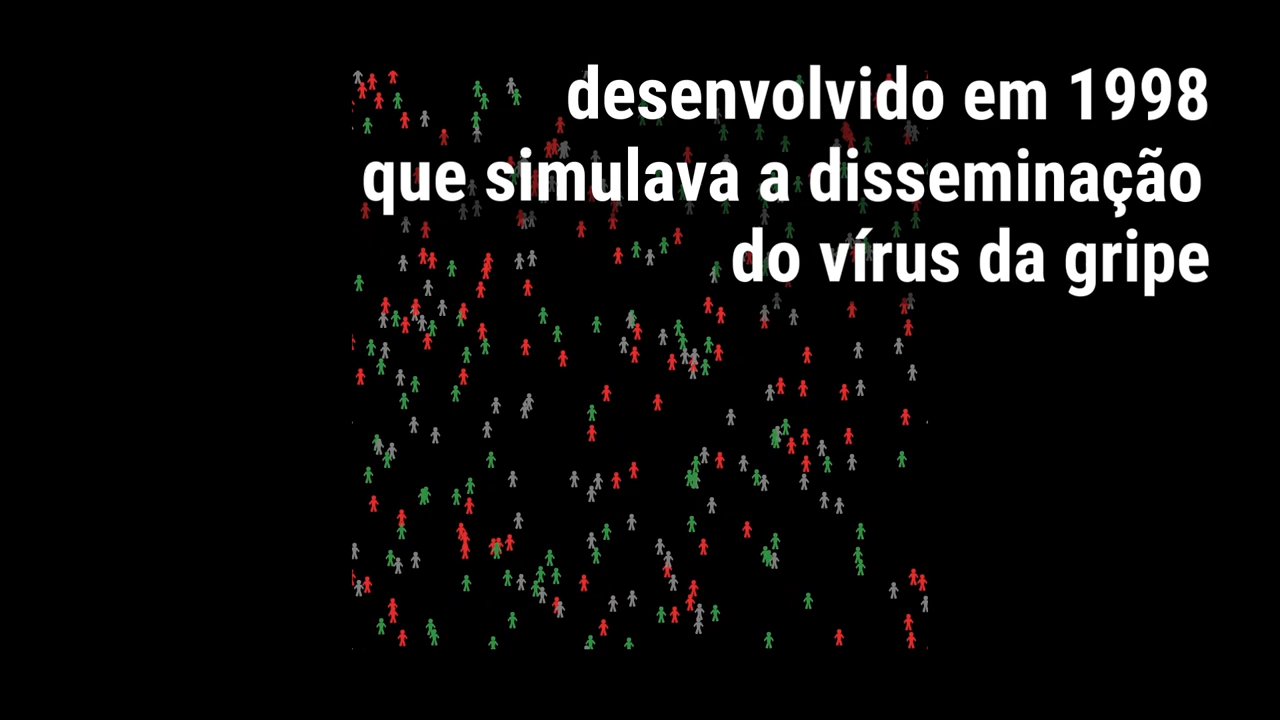 desenvolvido em 1998
que simulava a disseminação
do vírus da gripe